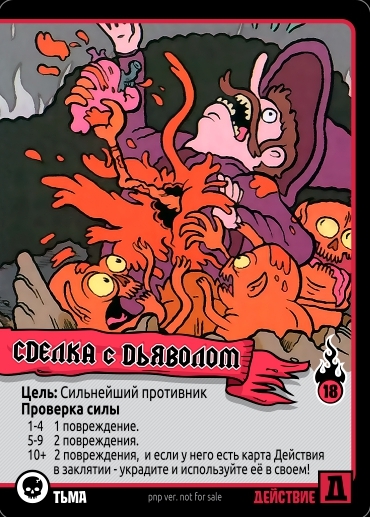 СДЕЛКА С ДЬЯВОЛОМ
18
Цель: Сильнейший противник
Проверка силы
1-4 1 повреждение.
5-9 2 повреждения.
10+ 2 повреждения, и если у него есть карта Действия
в заклятии - украдите и используйте её в своем!
ТЬМА
pnp ver. not for sale
ДЕЙСТВИЕ Д